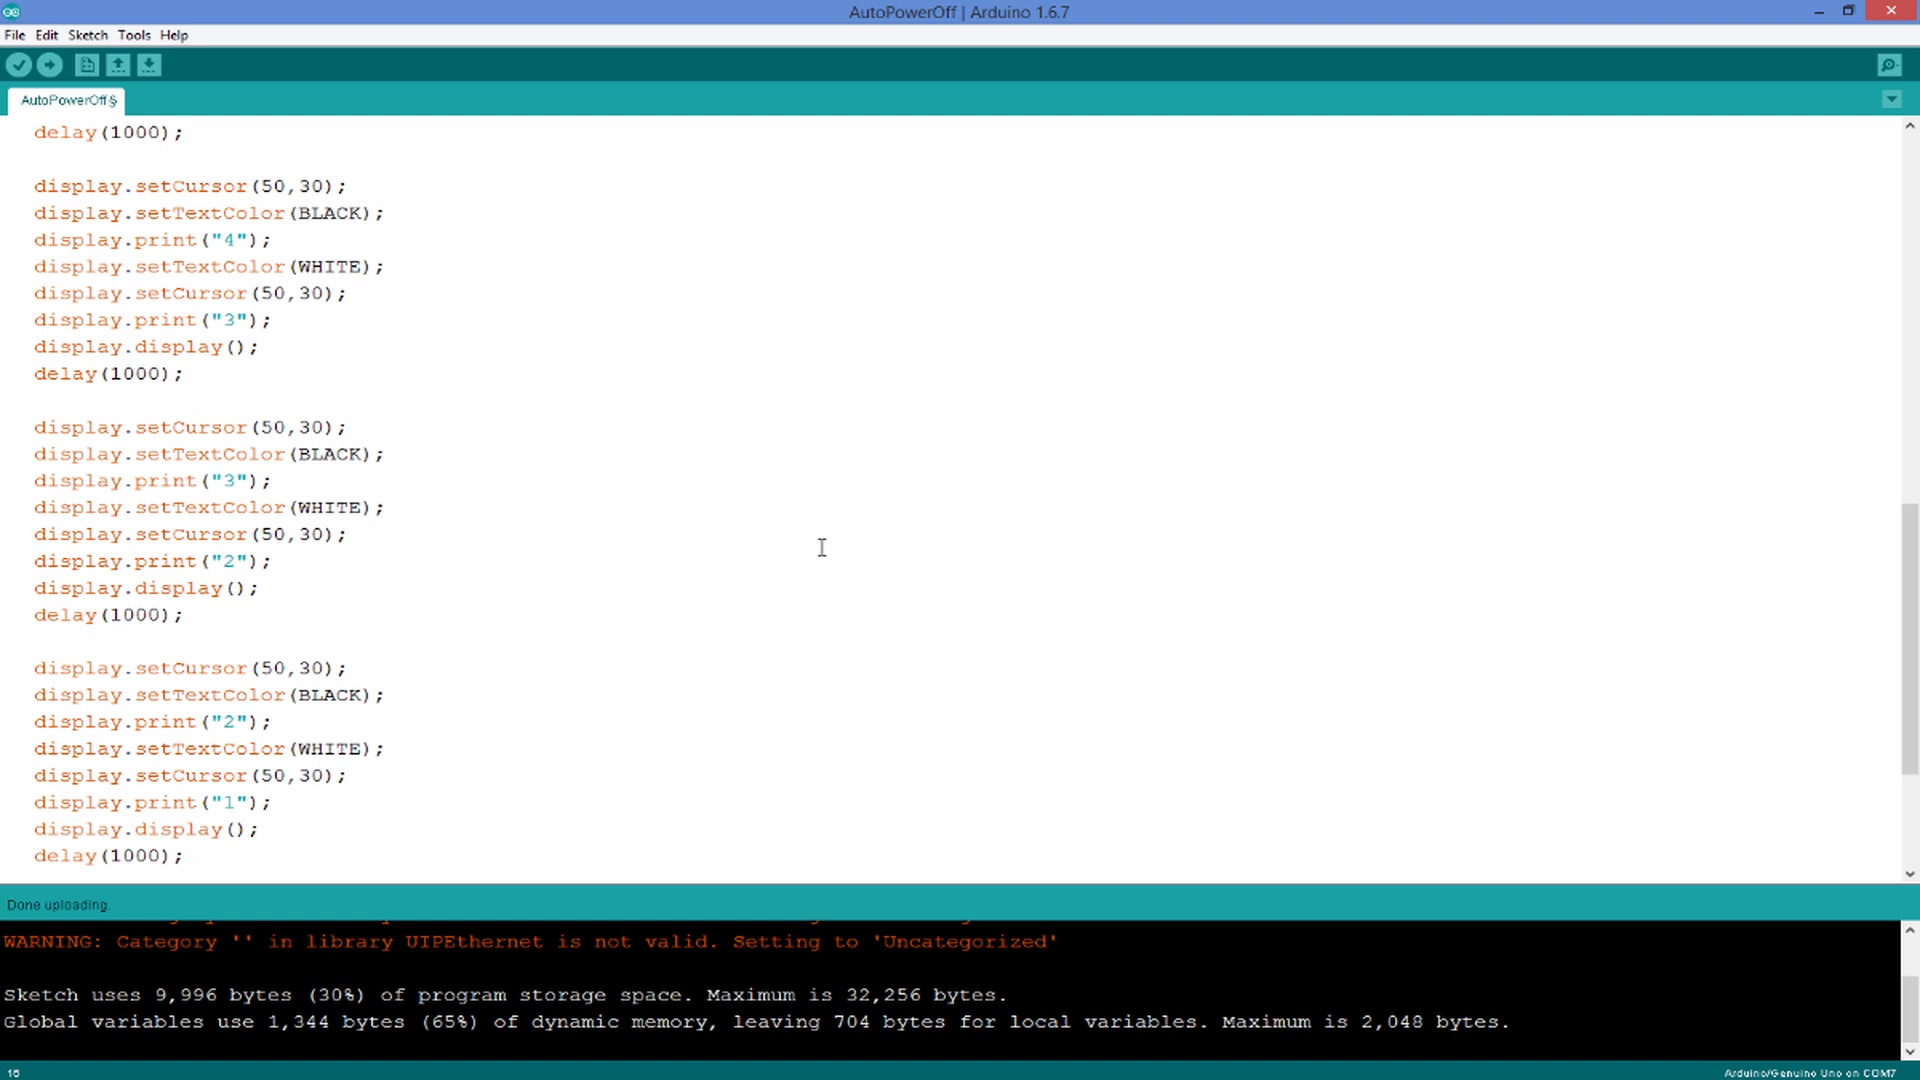 AutoPowerOff | Arduino 1.6.7
File Edit Sketch Tools Help
AutoPowerOff§
delay(1000);
display.setCursor(50,30);
display.setTextColor(BLACK);
display.print("4");
display.setTextColor(WHITE);
display.setCursor(50,30);
display.print("3");
display.display();
delay(1000);
display.setCursor(50,30);
display.setTextColor(BLACK);
display.print("3");
display.setTextColor(WHITE);
display.setCursor(50,30);
display.print("2");
display.display();
delay(1000);
display.setCursor(50,30);
display.setTextColor(BLACK);
display.print("2");
display.setTextColor(WHITE);
display.setCursor(50,30);
display.print("1");
display.display();
delay(1000);
Done uploading.
WARNING: Category '' in library UIPEthernet is not valid. Setting to 'Uncategorized'
Sketch uses 9,996 bytes (30%) of program storage space. Maximum is 32,256 bytes.
Global variables use 1,344 bytes (65%) of dynamic memory, leaving 704 bytes for local variables. Maximum is 2,048 bytes.
16 Arduino/Genuino Uno on COM7